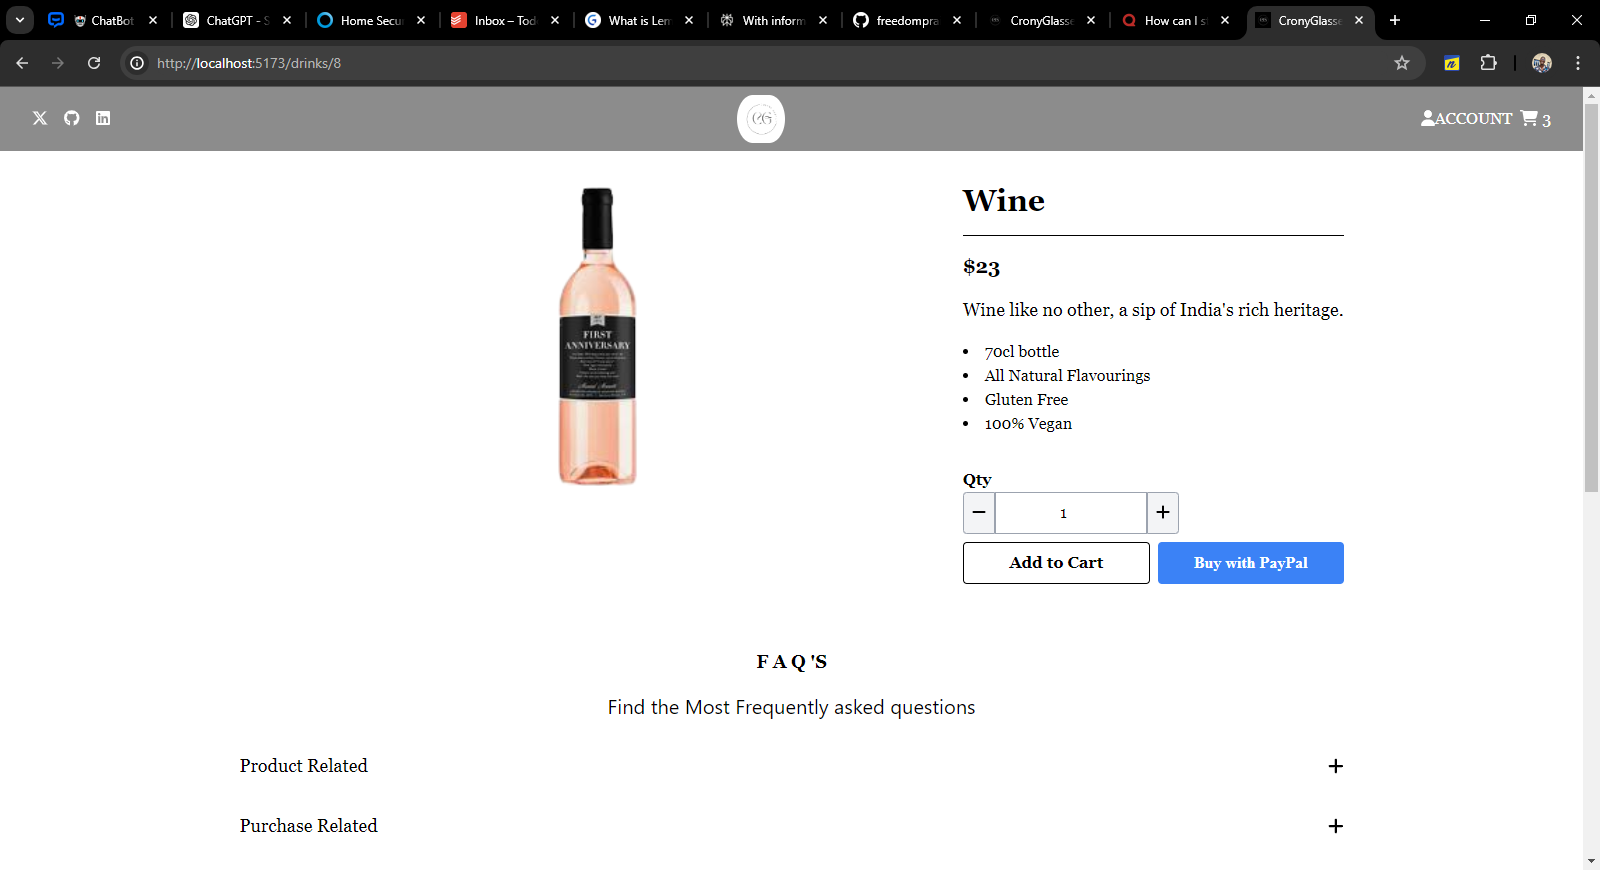 ChatBot
ChatGPT - S
Home Secu
Inbox – Tod
What is Len
With inform
freedompra
CronyGlasse
How can I s
CronyGlasse
http://localhost:5173/drinks/8
CG
ACCOUNT 3
Wine
$23
Wine like no other, a sip of India's rich heritage.
• 70cl bottle
• All Natural Flavourings
• Gluten Free
• 100% Vegan
FIRST
ANNIVERSARY
Qty
− 1 +
Add to Cart
Buy with PayPal
F A Q 'S
Find the Most Frequently asked questions
Product Related +
Purchase Related +